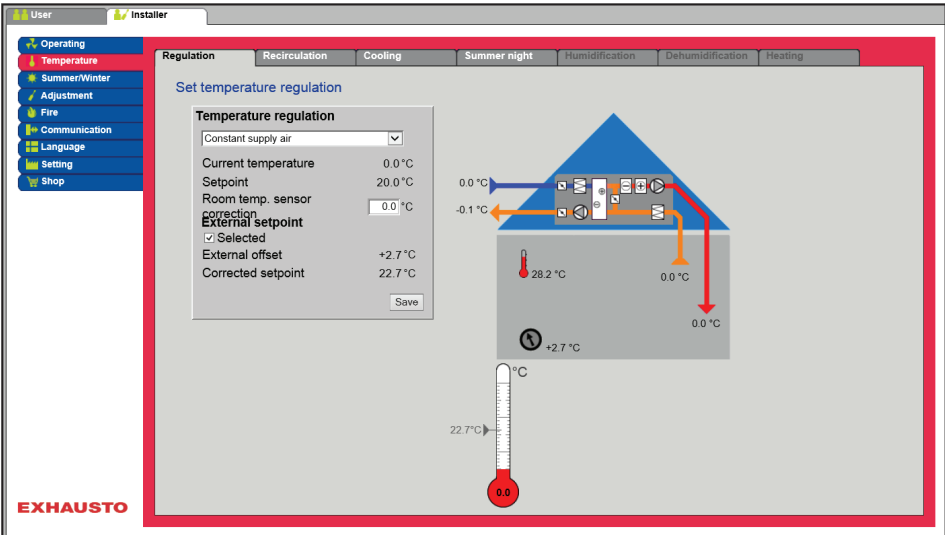 User
Installer
Operating
Temperature
Summer/Winter
Adjustment
Fire
Communication
Language
Setting
Shop
EXHAUSTO
Regulation
Recirculation
Cooling
Summer night
Humidification
Dehumidification
Heating
Set temperature regulation
Temperature regulation
Constant supply air
Current temperature 0.0°C
Setpoint 20.0°C
Room temp. sensor
correction 0.0 °C
External setpoint
Selected
External offset +2.7°C
Corrected setpoint 22.7°C
Save
0.0 °C
-0.1 °C
28.2 °C
0.0 °C
0.0 °C
+2.7 °C
°C
22.7°C
0.0